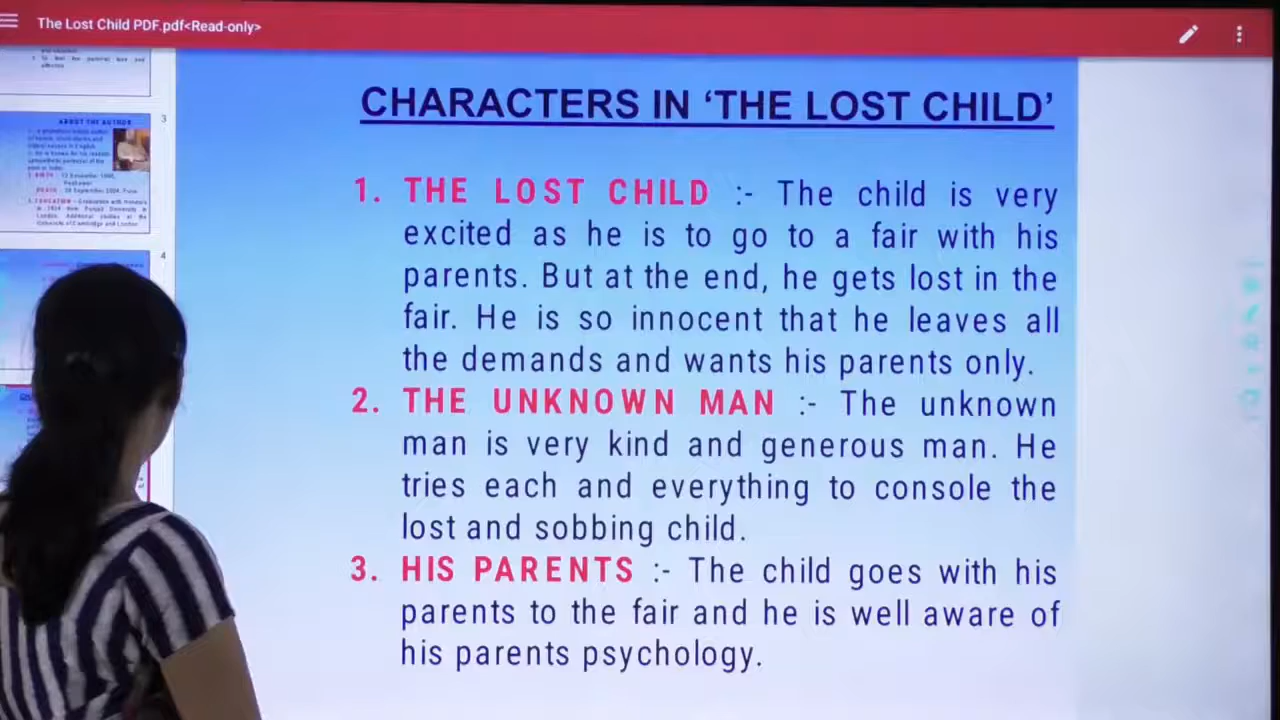 The Lost Child PDF.pdf<Read-only>
3
ABOUT THE AUTHOR
4
CHARACTERS IN ‘THE LOST CHILD’
1. THE LOST CHILD :- The child is very
excited as he is to go to a fair with his
parents. But at the end, he gets lost in the
fair. He is so innocent that he leaves all
the demands and wants his parents only.
2. THE UNKNOWN MAN :- The unknown
man is very kind and generous man. He
tries each and everything to console the
lost and sobbing child.
3. HIS PARENTS :- The child goes with his
parents to the fair and he is well aware of
his parents psychology.